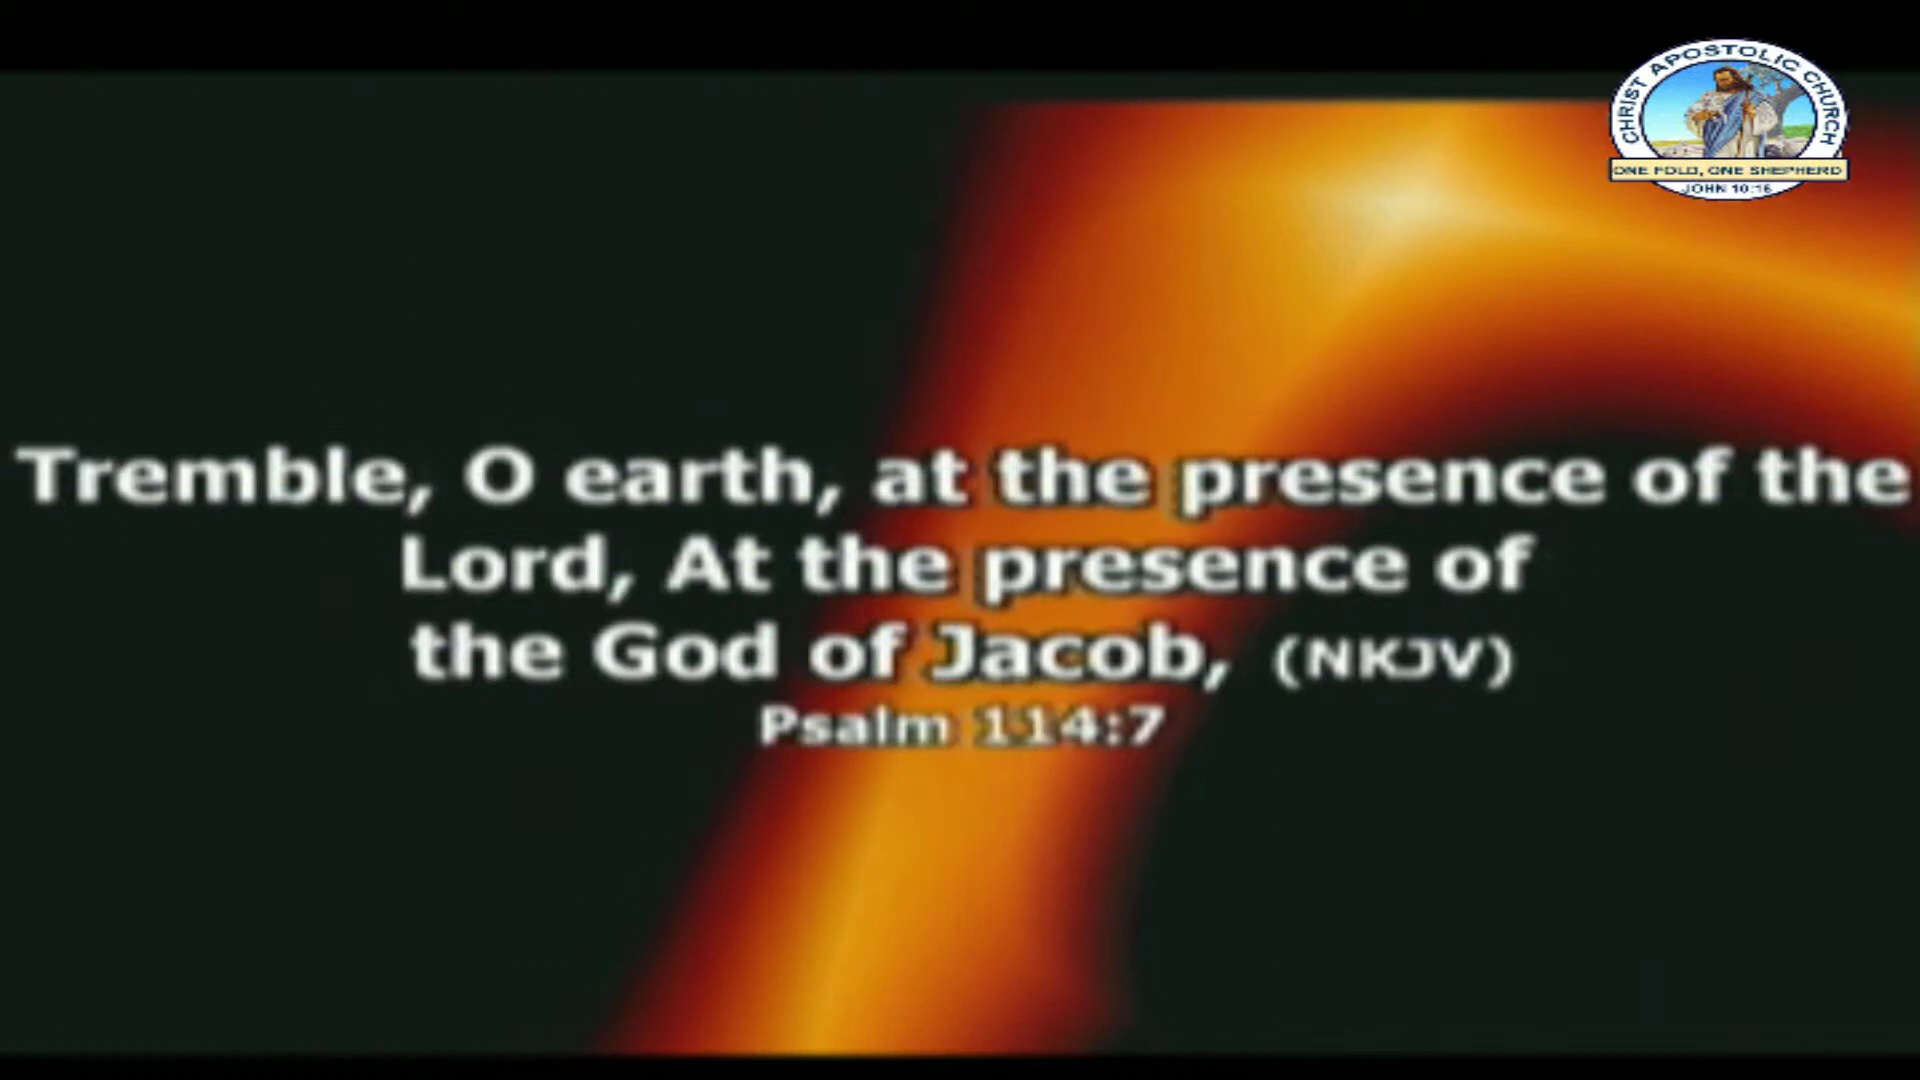 CHRIST APOSTOLIC CHURCH
ONE FOLD, ONE SHEPHERD
JOHN 10:16
Tremble, O earth, at the presence of the
Lord, At the presence of
the God of Jacob, (NKJV)
Psalm 114:7